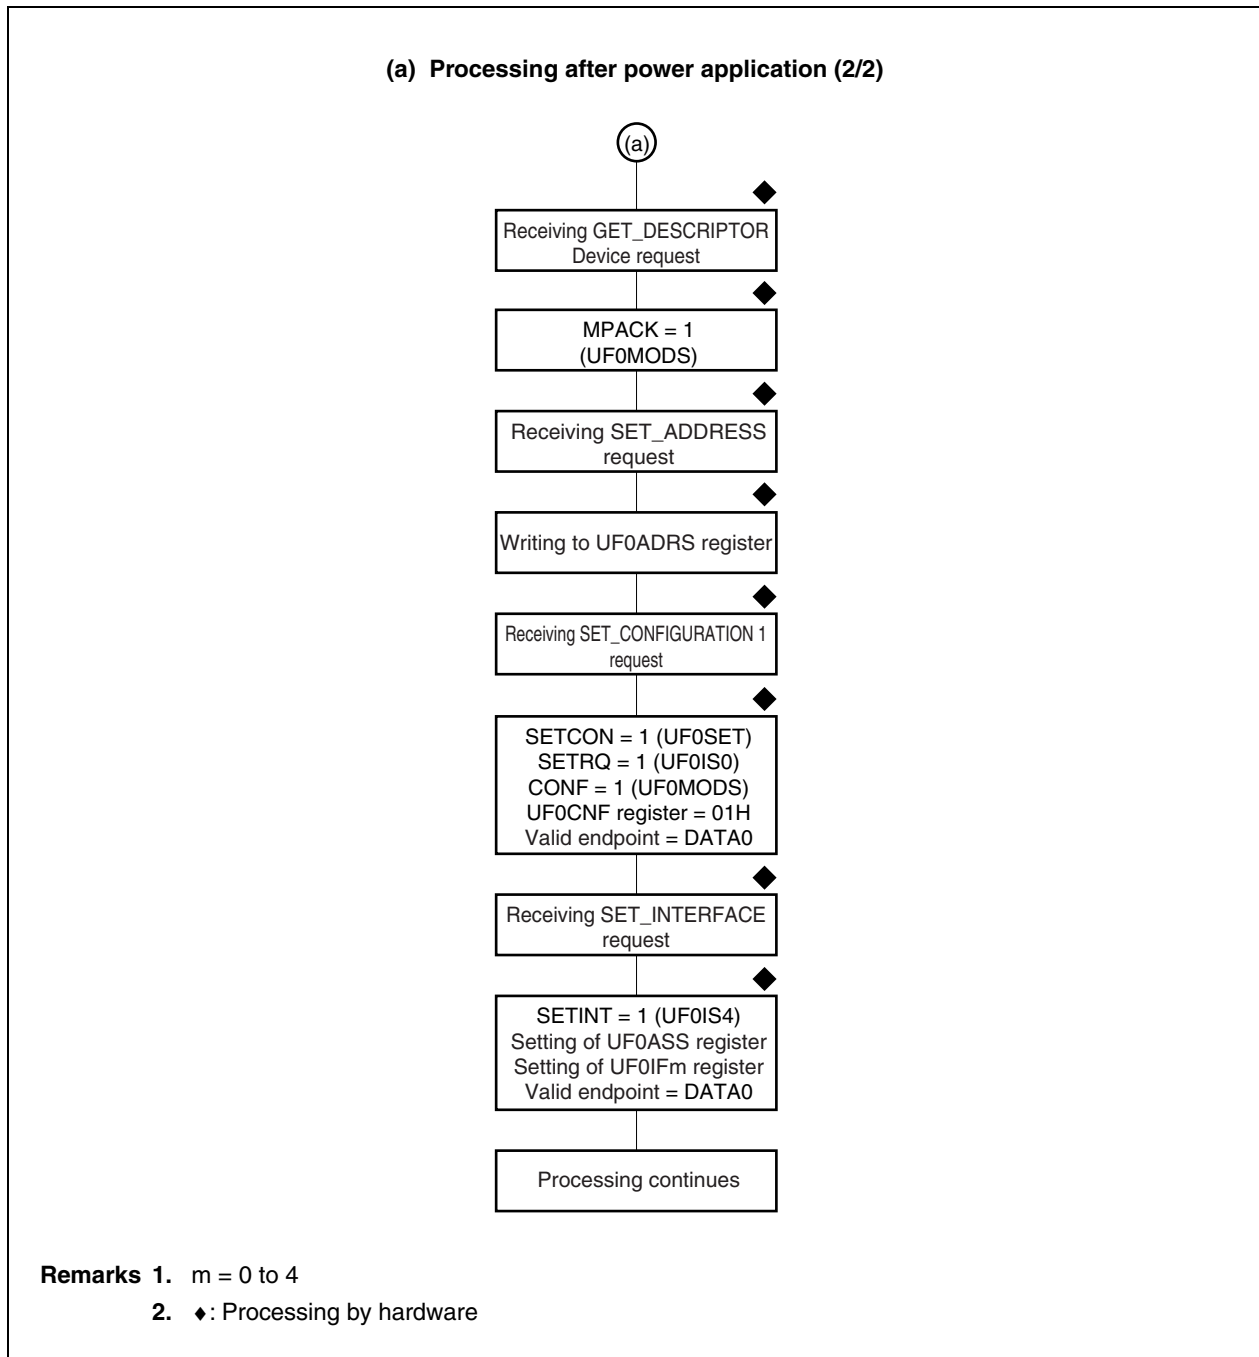 (a) Processing after power application (2/2)
(a)
Receiving GET_DESCRIPTOR
Device request
MPACK = 1
(UF0MODS)
Receiving SET_ADDRESS
request
Writing to UF0ADRS register
Receiving SET_CONFIGURATION 1
request
SETCON = 1 (UF0SET)
SETRQ = 1 (UF0IS0)
CONF = 1 (UF0MODS)
UF0CNF register = 01H
Valid endpoint = DATA0
Receiving SET_INTERFACE
request
SETINT = 1 (UF0IS4)
Setting of UF0ASS register
Setting of UF0IFm register
Valid endpoint = DATA0
Processing continues
Remarks 1. m = 0 to 4
2. ♦: Processing by hardware